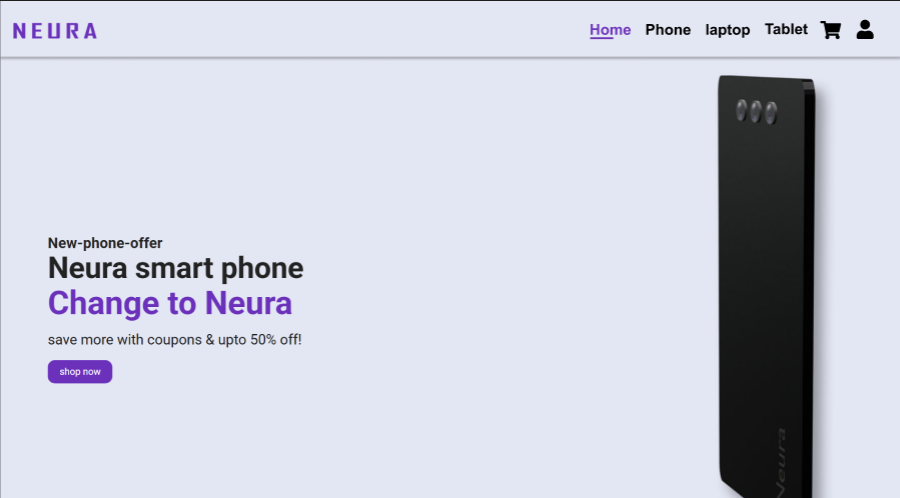 NEURA
Home Phone laptop Tablet
New-phone-offer
Neura smart phone
Change to Neura
save more with coupons & upto 50% off!
shop now
Neura